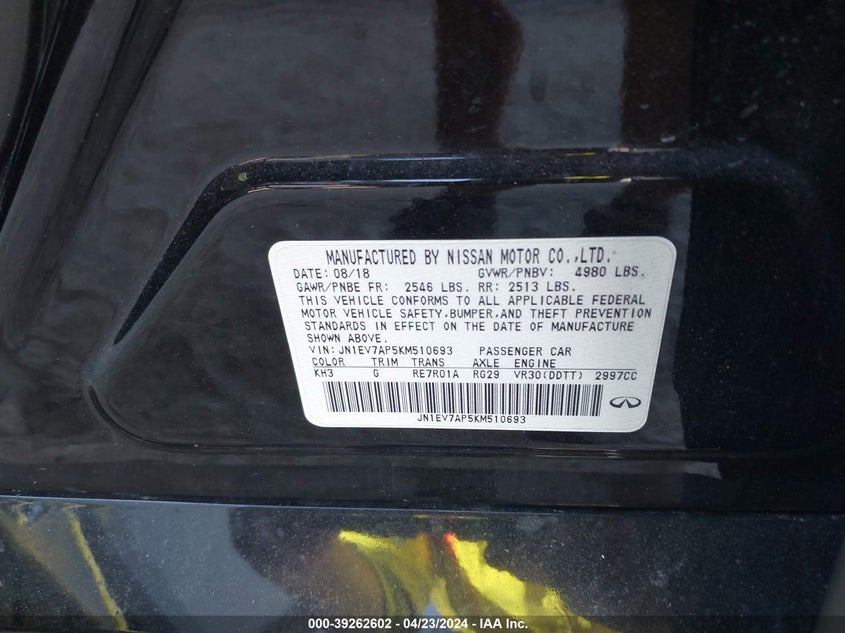 MANUFACTURED BY NISSAN MOTOR CO.,LTD.
DATE: 08/18 GVWR/PNBV: 4980 LBS.
GAWR/PNBE FR: 2546 LBS. RR: 2513 LBS.
THIS VEHICLE CONFORMS TO ALL APPLICABLE FEDERAL
MOTOR VEHICLE SAFETY,BUMPER,AND THEFT PREVENTION
STANDARDS IN EFFECT ON THE DATE OF MANUFACTURE
SHOWN ABOVE.
VIN: JN1EV7AP5KM510693 PASSENGER CAR
COLOR TRIM TRANS AXLE ENGINE
KH3 G RE7R01A RG29 VR30(DDTT) 2997CC
JN1EV7AP5KM510693
000-39262602 - 04/23/2024 - IAA Inc.